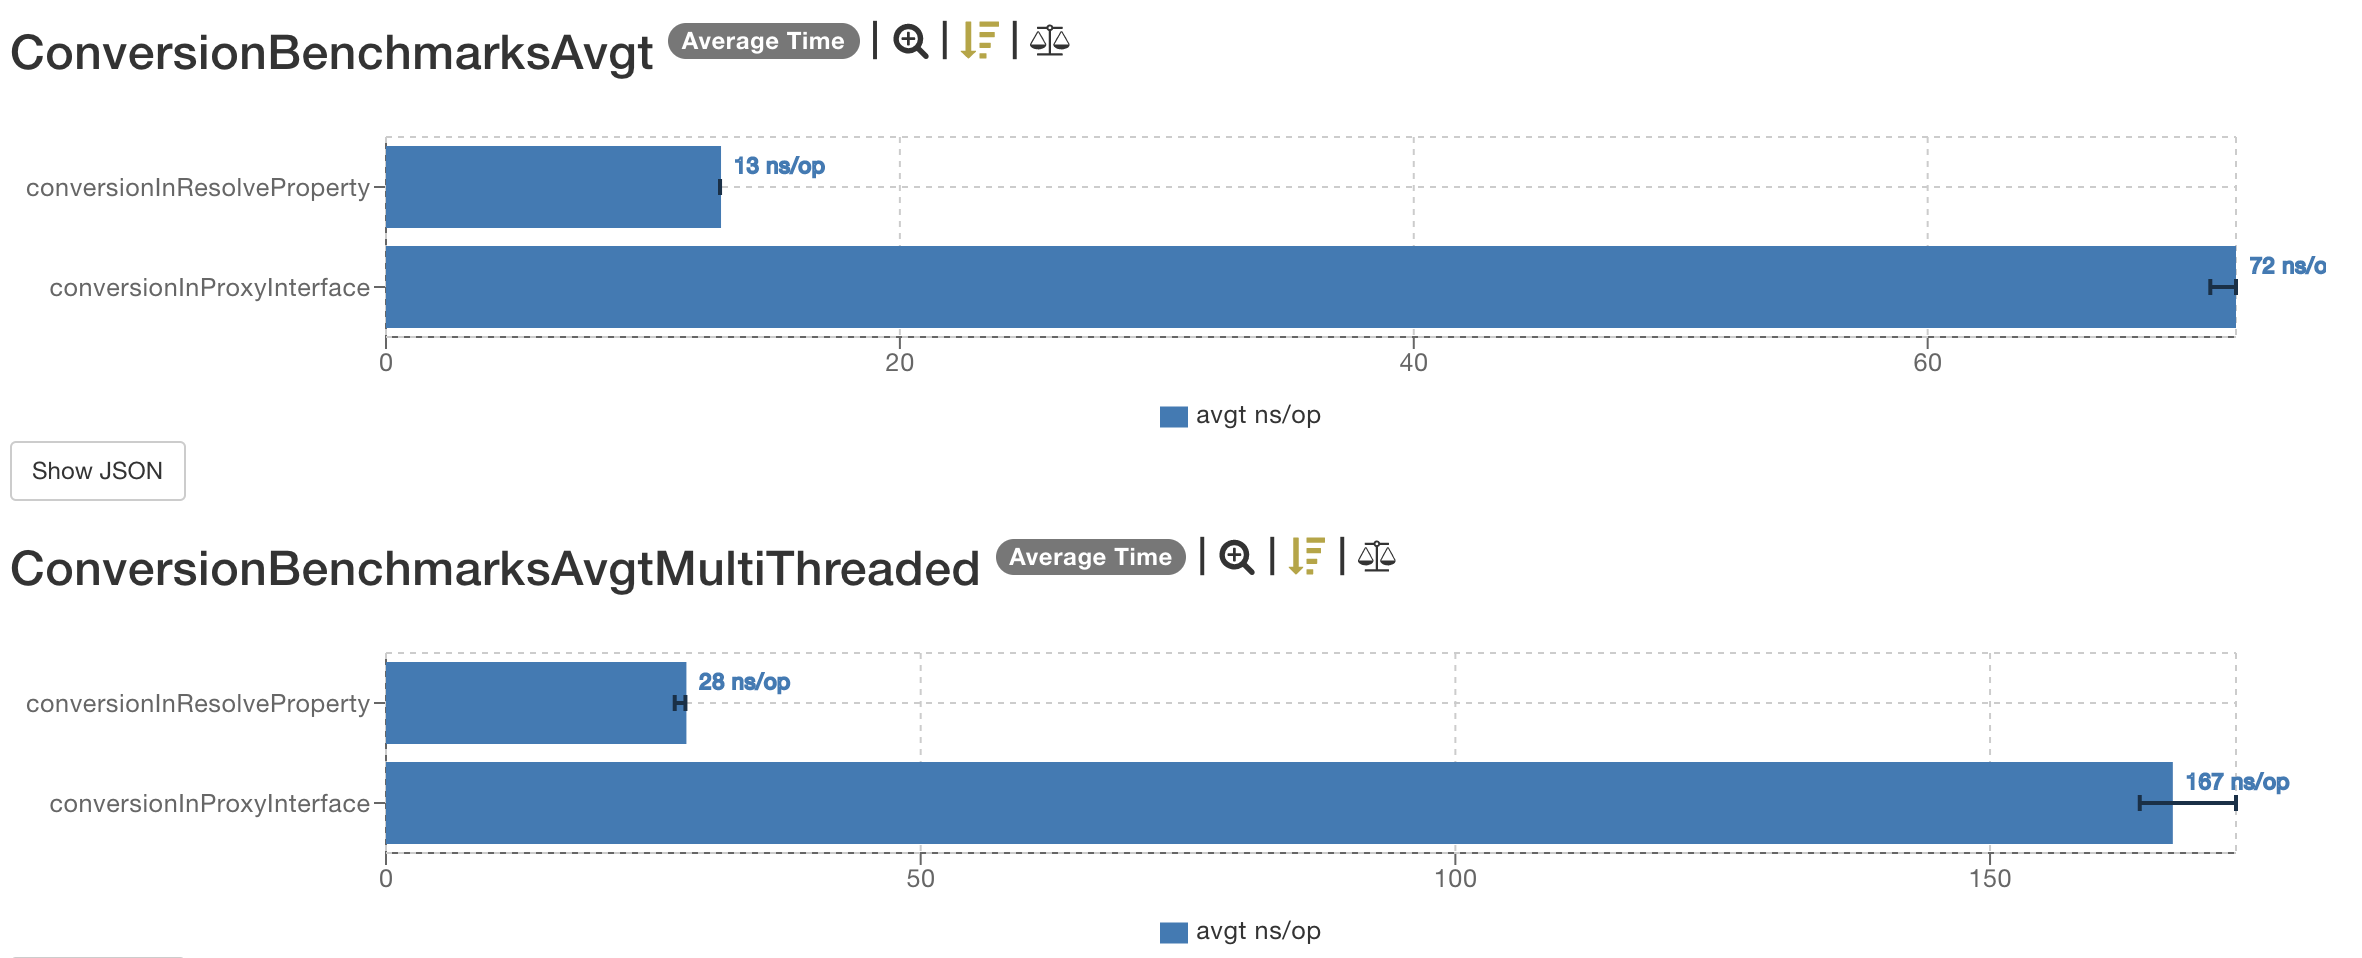 ConversionBenchmarksAvgt Average Time
conversionInResolveProperty
13 ns/op
conversionInProxyInterface
72 ns/o
0 20 40 60
avgt ns/op
Show JSON
ConversionBenchmarksAvgtMultiThreaded Average Time
conversionInResolveProperty
28 ns/op
conversionInProxyInterface
167 ns/op
0 50 100 150
avgt ns/op